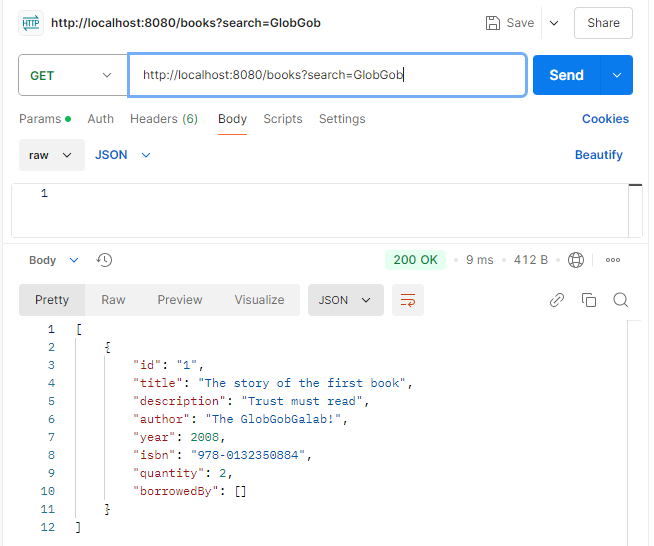 HTTP http://localhost:8080/books?search=GlobGob Save Share
GET http://localhost:8080/books?search=GlobGob Send
Params Auth Headers (6) Body Scripts Settings Cookies
raw JSON Beautify
1
Body 200 OK 9 ms 412 B
Pretty Raw Preview Visualize JSON
1 [
2 {
3 "id": "1",
4 "title": "The story of the first book",
5 "description": "Trust must read",
6 "author": "The GlobGobGalab!",
7 "year": 2008,
8 "isbn": "978-0132350884",
9 "quantity": 2,
10 "borrowedBy": []
11 }
12 ]